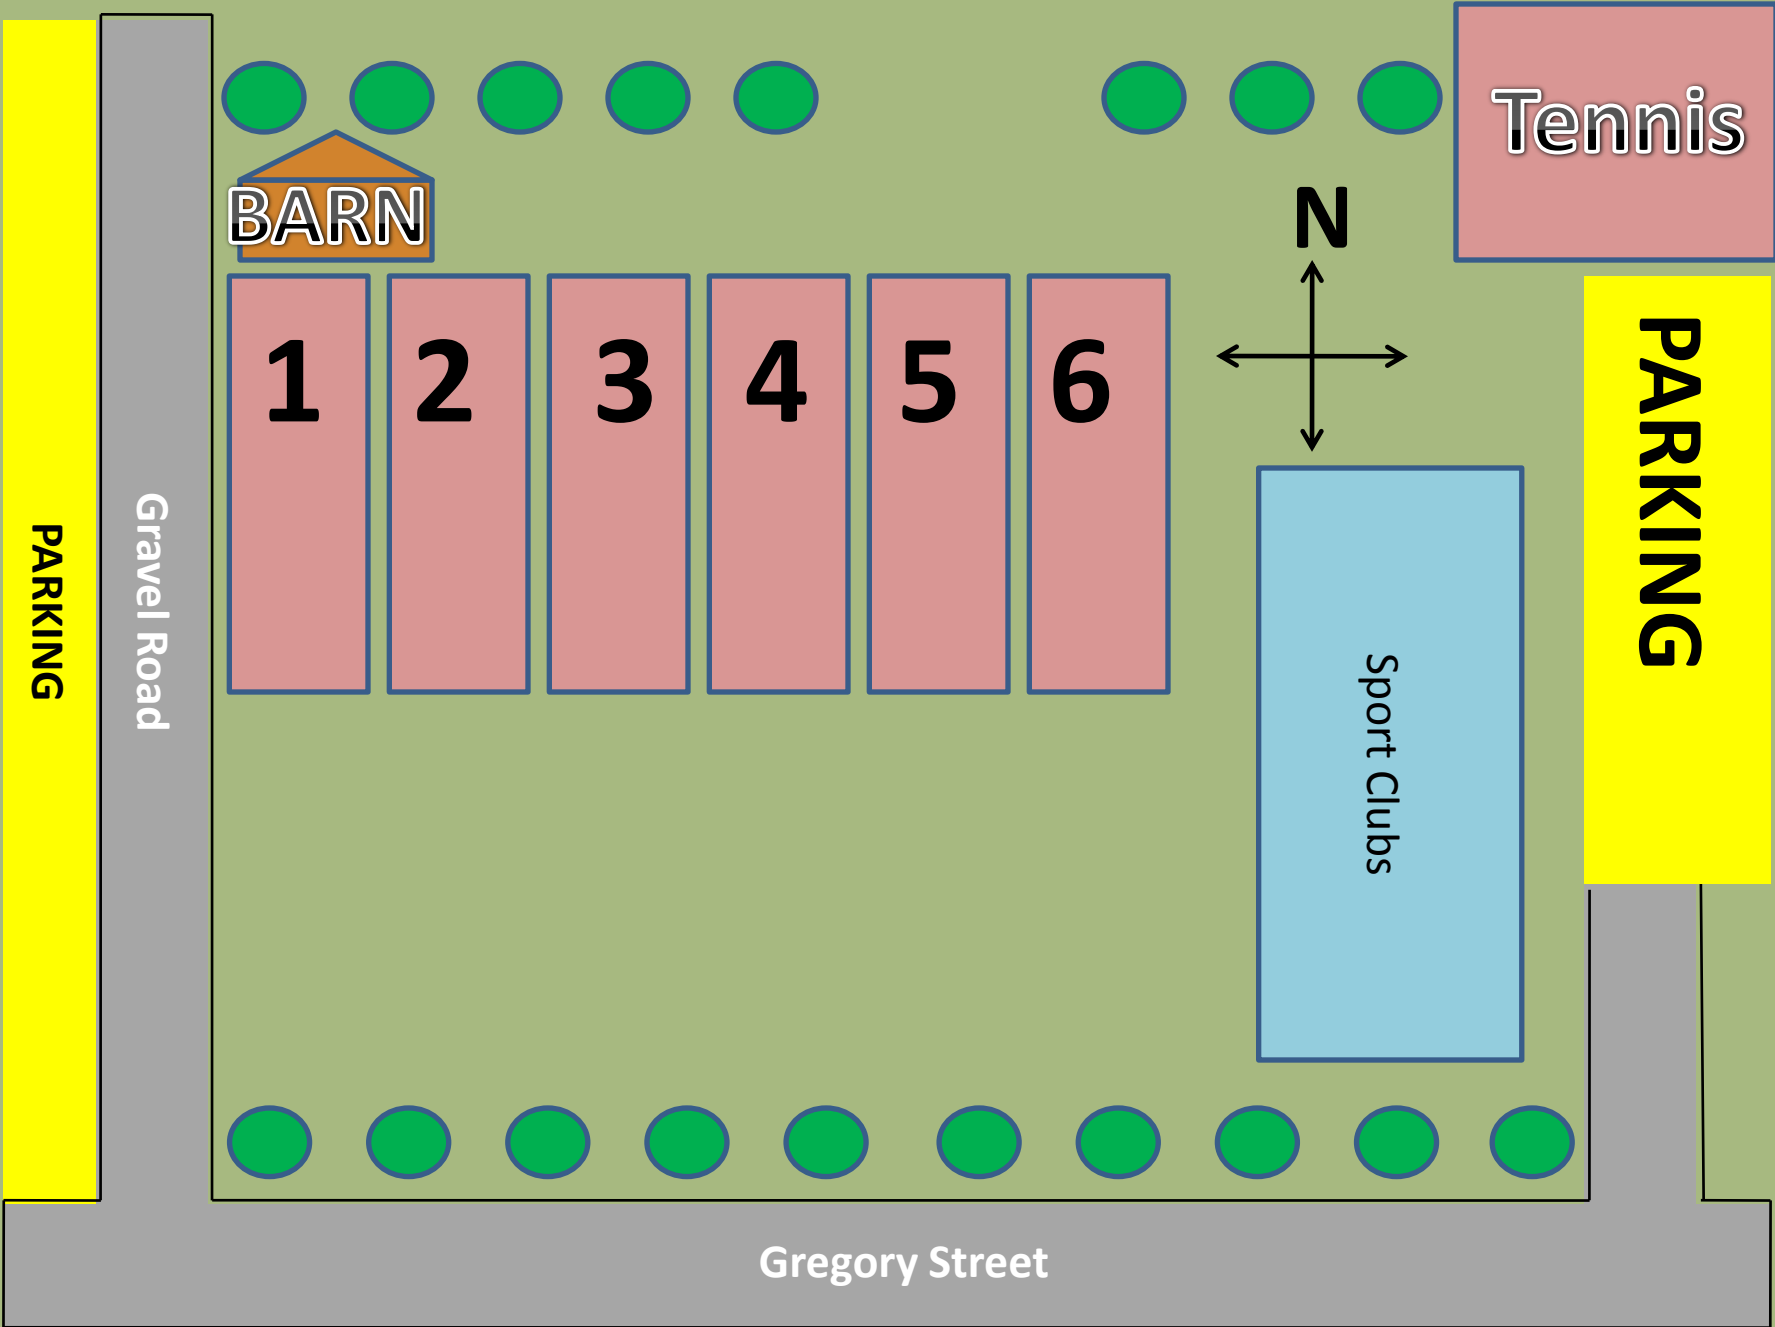 Tennis
BARN
N
1 2 3 4 5 6
PARKING
PARKING
Gravel Road
Sport Clubs
Gregory Street